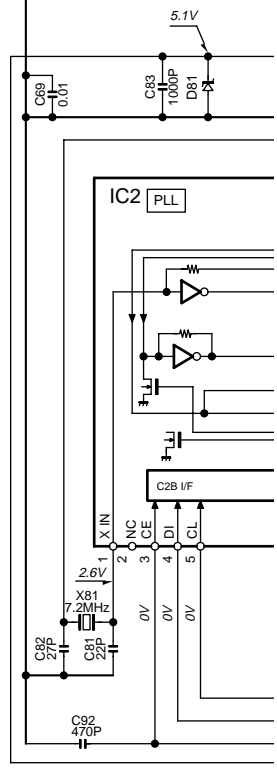 5.1V
C69
0.01
C83
1000P
D81
IC2 PLL
C2B I/F
X IN
NC
CE
DI
CL
1 2 3 4 5
2.6V
0V 0V 0V
X81
7.2MHz
C82
27P
C81
22P
C92
470P